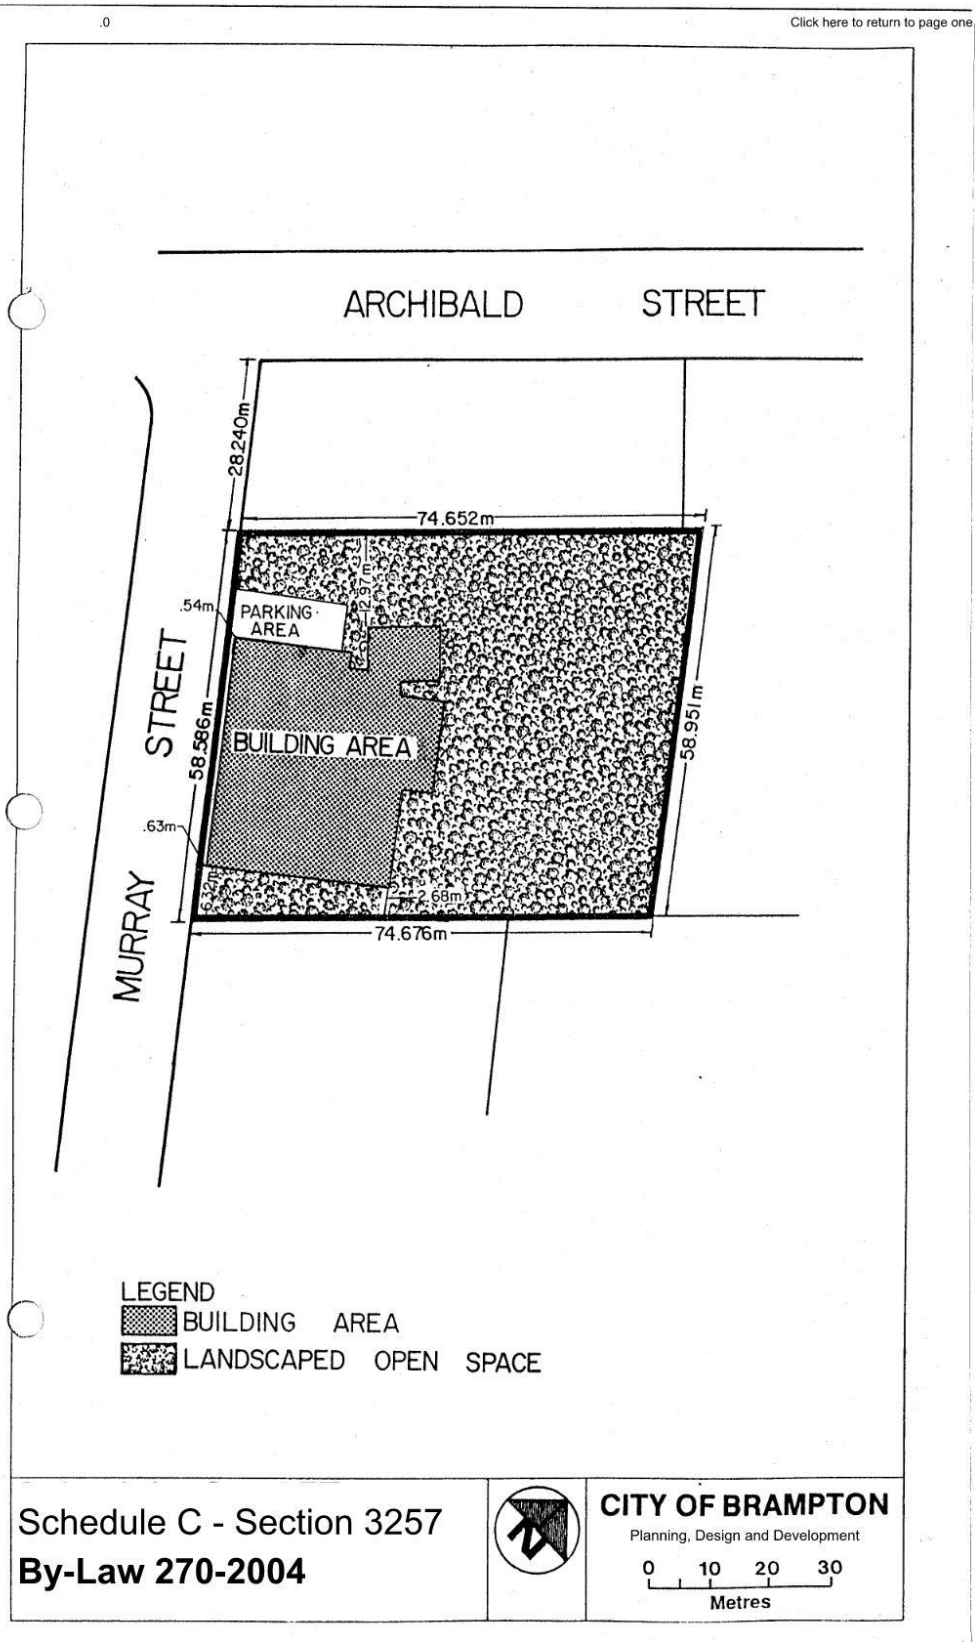 .0
Click here to return to page one
ARCHIBALD STREET
28.240m
74.652m
12.97m
.54m
PARKING
AREA
MURRAY STREET
58.586m
BUILDING AREA
58.951m
.63m
6.32m
2.68m
74.676m
LEGEND
BUILDING AREA
LANDSCAPED OPEN SPACE
Schedule C - Section 3257
By-Law 270-2004
Z
CITY OF BRAMPTON
Planning, Design and Development
0 10 20 30
Metres